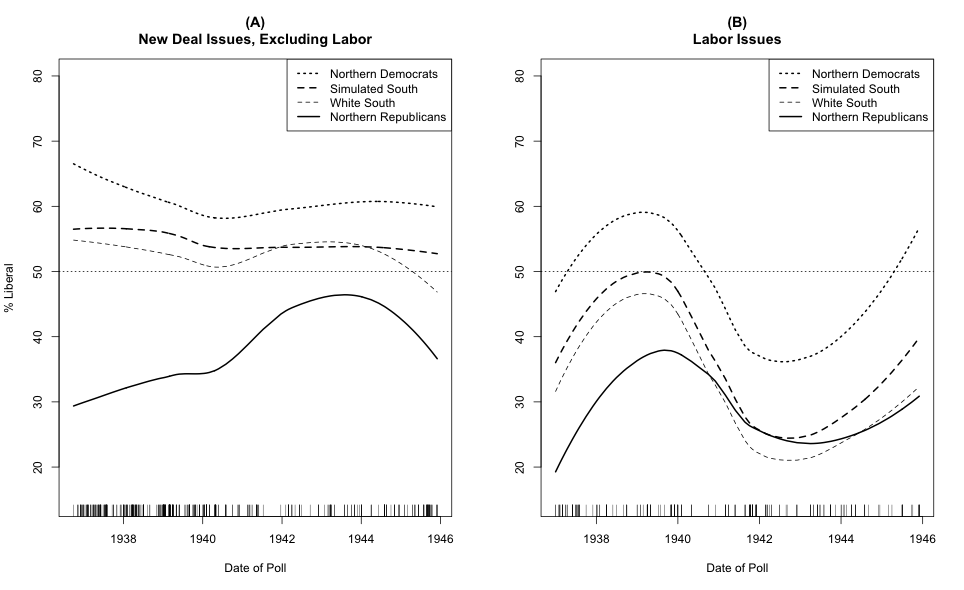 (A)
New Deal Issues, Excluding Labor
Northern Democrats
Simulated South
White South
Northern Republicans
% Liberal
80
70
60
50
40
30
20
1938
1940
1942
1944
1946
Date of Poll
(B)
Labor Issues
Northern Democrats
Simulated South
White South
Northern Republicans
80
70
60
50
40
30
20
1938
1940
1942
1944
1946
Date of Poll